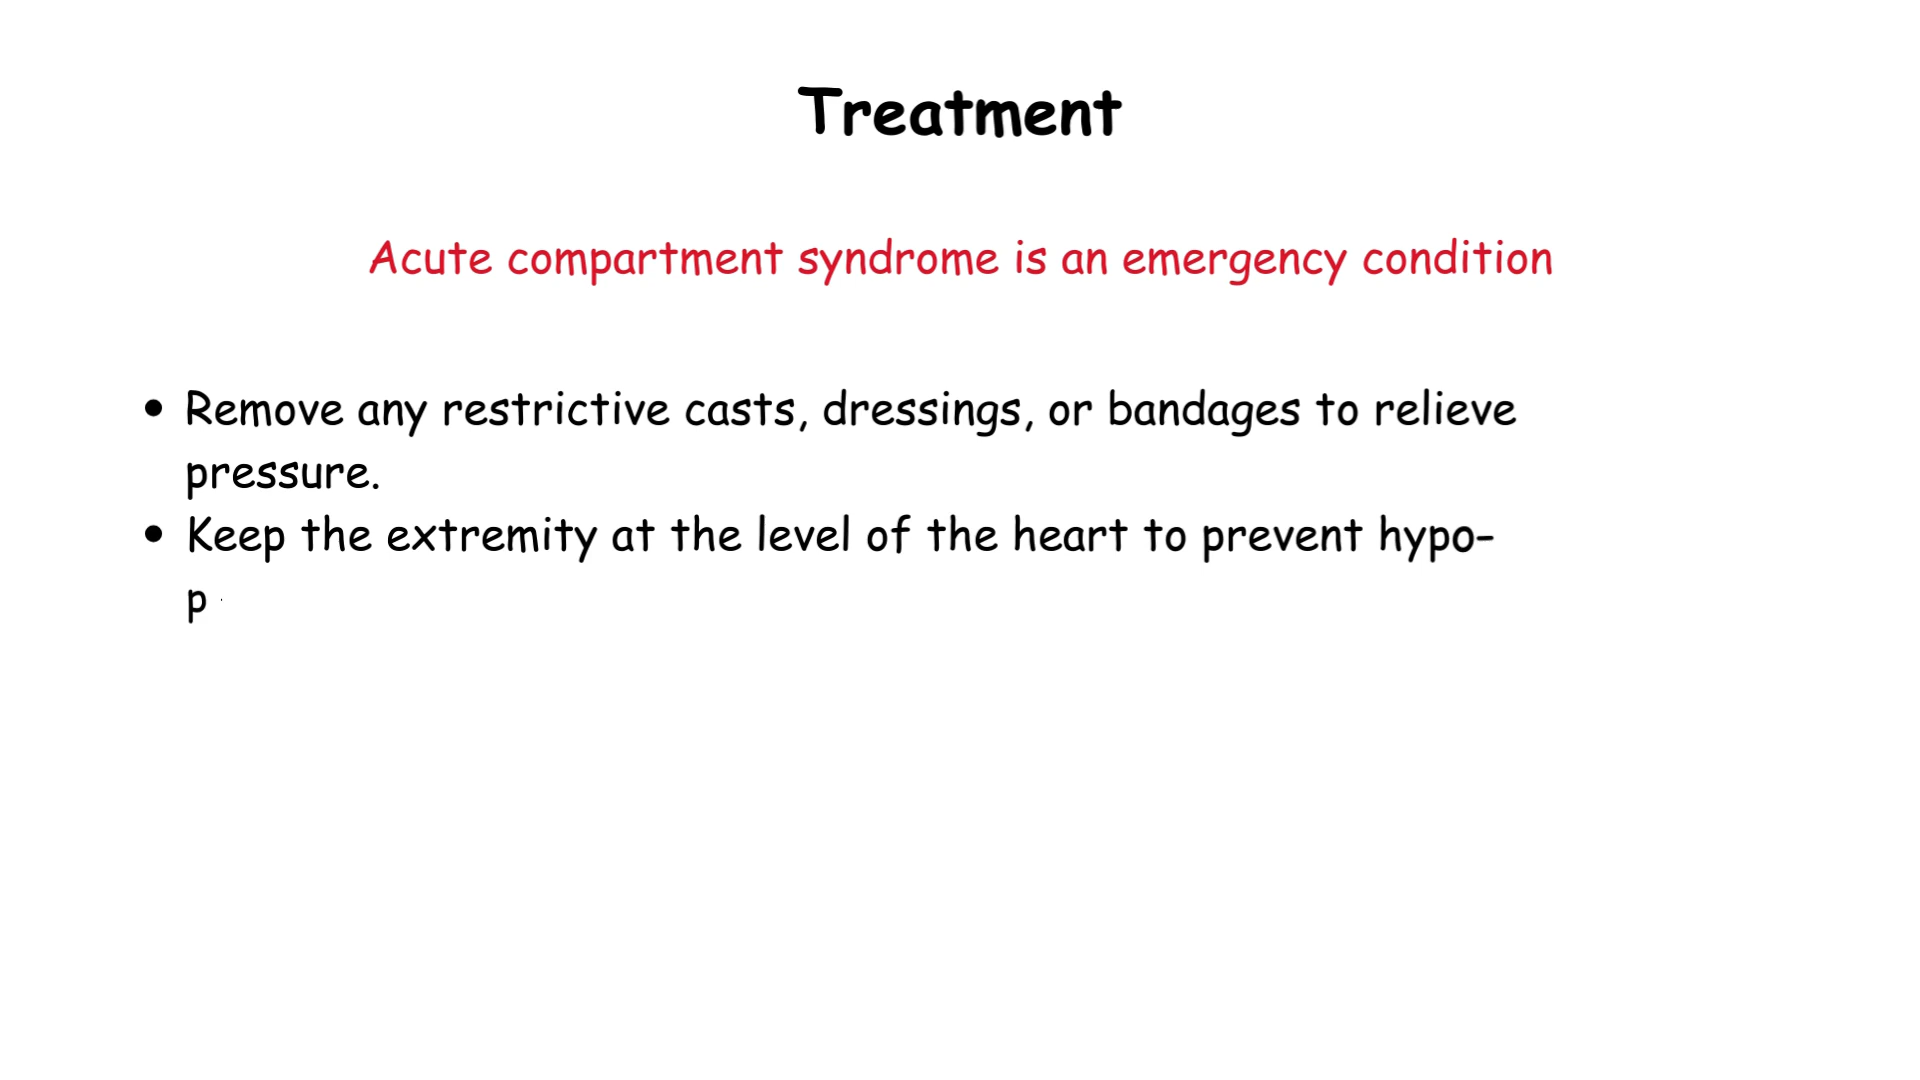 Treatment
Acute compartment syndrome is an emergency condition
• Remove any restrictive casts, dressings, or bandages to relieve
pressure.
• Keep the extremity at the level of the heart to prevent hypo-
p